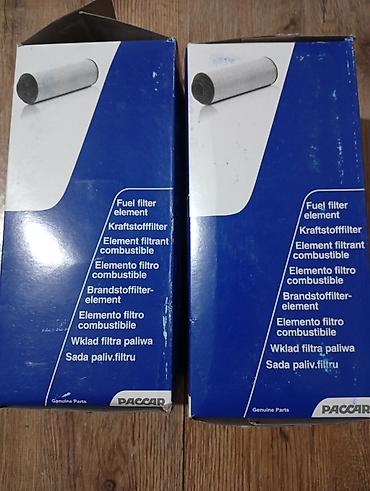 Fuel filter
element
Kraftstofffilter
Element filtrant
combustible
Elemento filtro
combustible
Brandstoffilter-
element
Elemento filtro
combustibile
Wklad filtra paliwa
Sada paliv.filtru
Genuine Parts
PACCAR
Fuel filter
element
Kraftstofffilter
Element filtrant
combustible
Elemento filtro
combustible
Brandstoffilter-
element
Elemento filtro
combustibile
Wklad filtra paliwa
Sada paliv.filtru
Genuine Parts
PACCAR